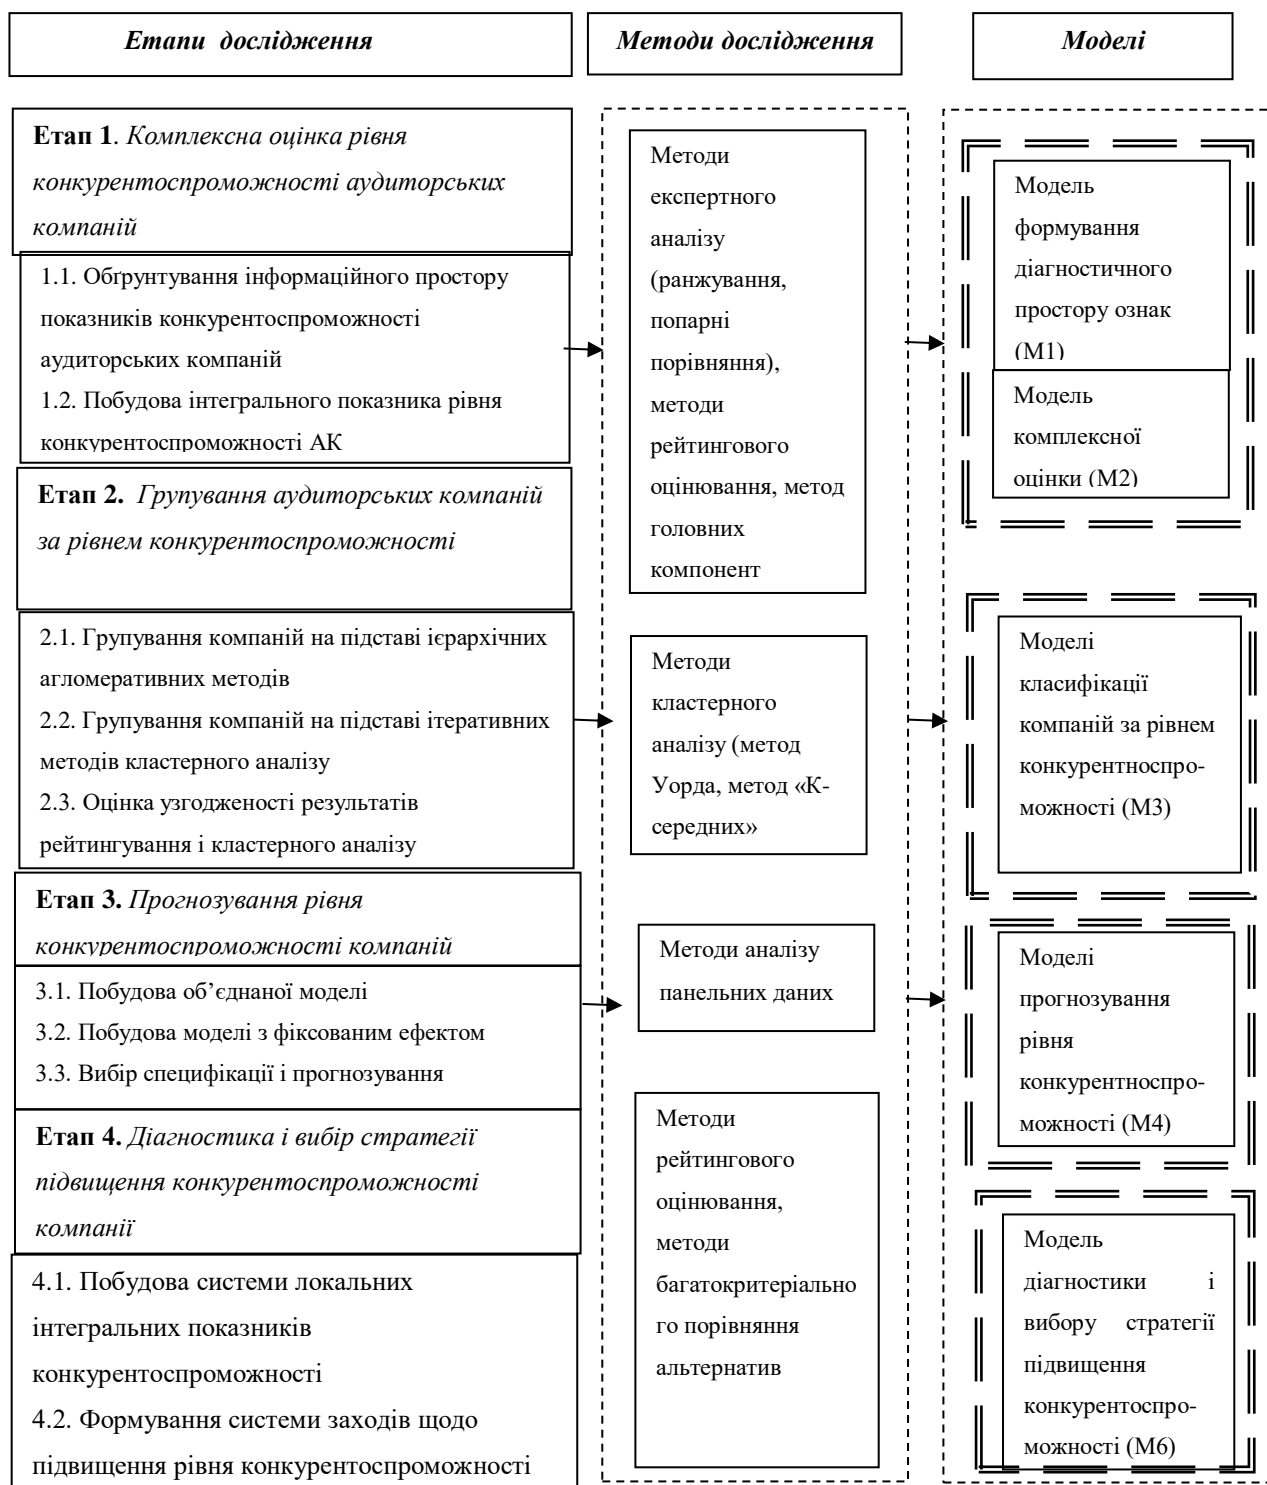 Етапи дослідження
Методи дослідження
Моделі
Етап 1. Комплексна оцінка рівня
конкурентоспроможності аудиторських
компаній
1.1. Обґрунтування інформаційного простору
показників конкурентоспроможності
аудиторських компаній
1.2. Побудова інтегрального показника рівня
конкурентоспроможності АК
Етап 2. Групування аудиторських компаній
за рівнем конкурентоспроможності
2.1. Групування компаній на підставі ієрархічних
агломеративних методів
2.2. Групування компаній на підставі ітеративних
методів кластерного аналізу
2.3. Оцінка узгодженості результатів
рейтингування і кластерного аналізу
Етап 3. Прогнозування рівня
конкурентоспроможності компаній
3.1. Побудова об’єднаної моделі
3.2. Побудова моделі з фіксованим ефектом
3.3. Вибір специфікації і прогнозування
Етап 4. Діагностика і вибір стратегії
підвищення конкурентоспроможності
компанії
4.1. Побудова системи локальних
інтегральних показників
конкурентоспроможності
4.2. Формування системи заходів щодо
підвищення рівня конкурентоспроможності
Методи
експертного
аналізу
(ранжування,
попарні
порівняння),
методи
рейтингового
оцінювання, метод
головних
компонент
Методи
кластерного
аналізу (метод
Уорда, метод «К-
середних»
Методи аналізу
панельних даних
Методи
рейтингового
оцінювання,
методи
багатокритеріально
го порівняння
альтернатив
Модель
формування
діагностичного
простору ознак
(М1)
Модель
комплексної
оцінки (М2)
Моделі
класифікації
компаній за рівнем
конкурентноспро-
можності (М3)
Моделі
прогнозування
рівня
конкурентноспро-
можності (М4)
Модель
діагностики і
вибору стратегії
підвищення
конкурентоспро-
можності (М6)